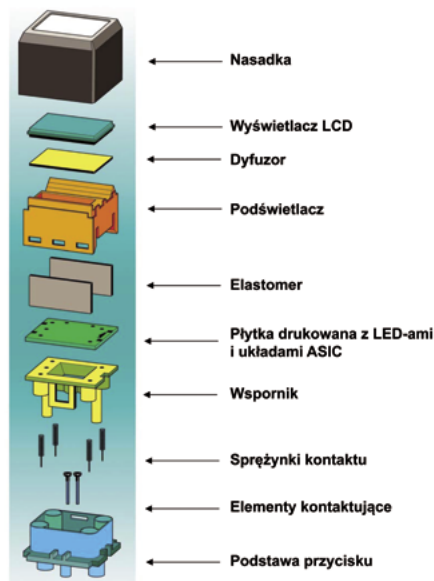 Nasadka
Wyświetlacz LCD
Dyfuzor
Podświetlacz
Elastomer
Płytka drukowana z LED-ami
i układami ASIC
Wspornik
Sprężynki kontaktu
Elementy kontaktujące
Podstawa przycisku